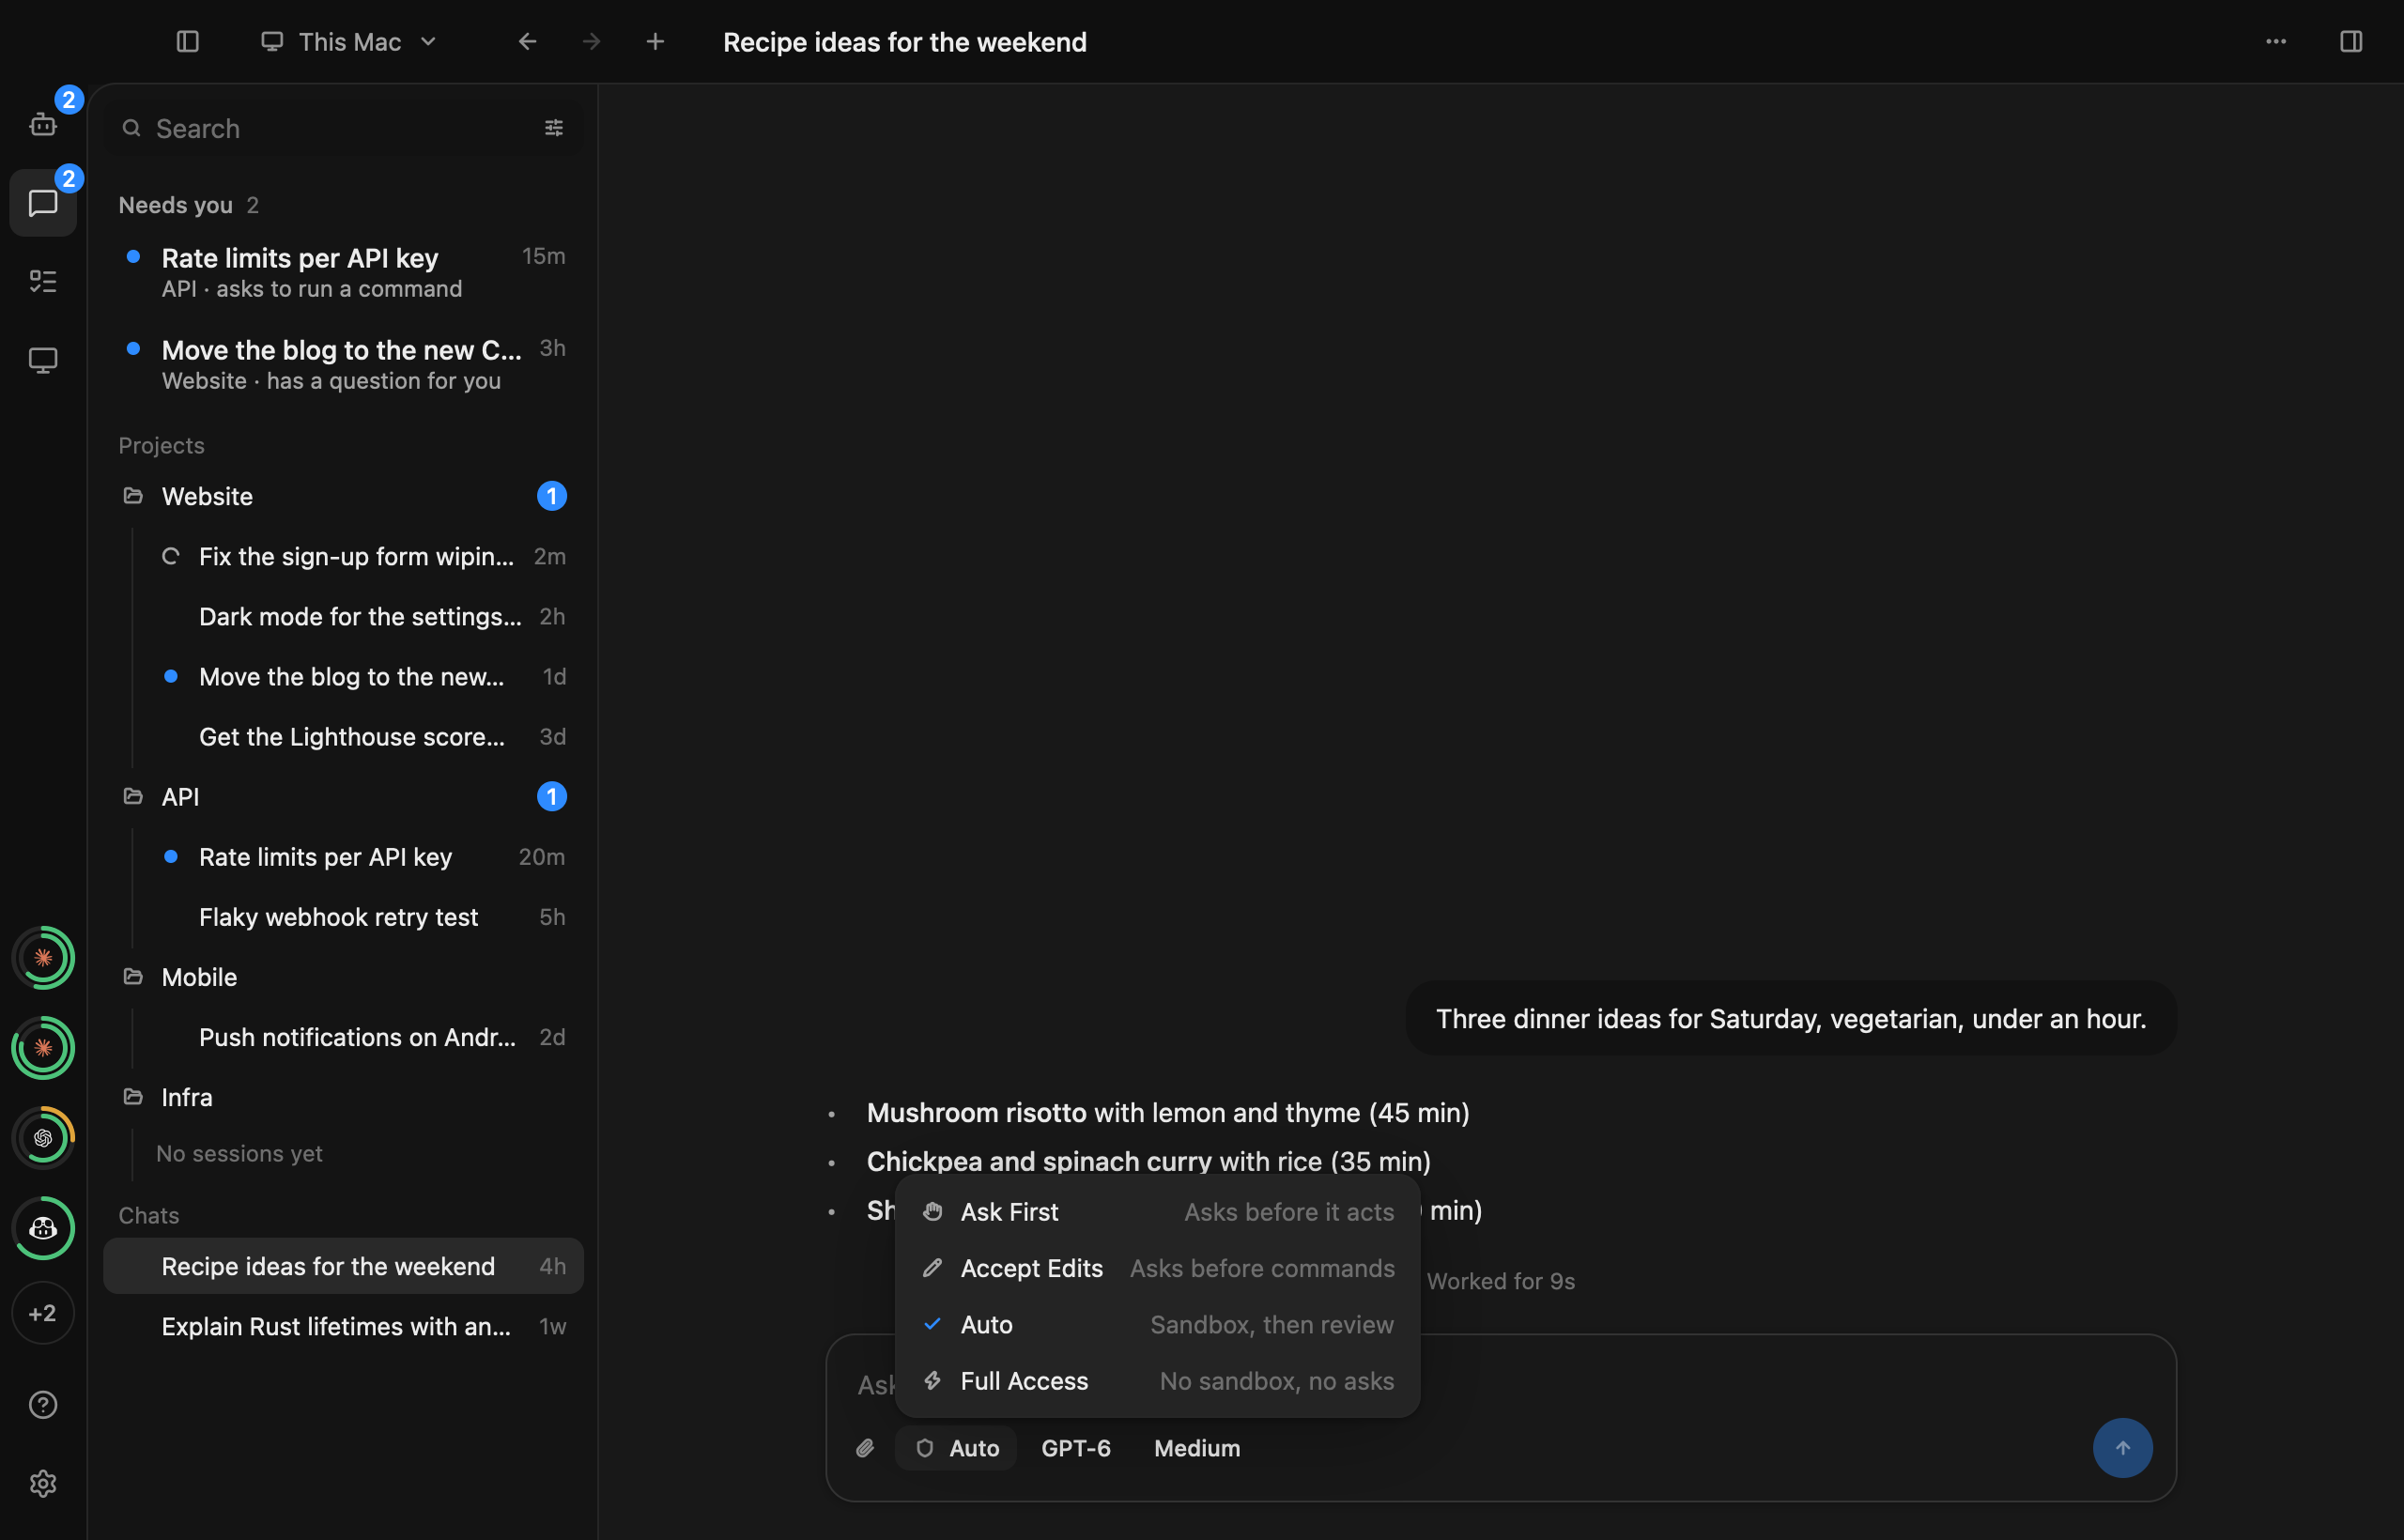 This Mac
Recipe ideas for the weekend
2
2
Search
Needs you 2
Rate limits per API key 15m
API · asks to run a command
Move the blog to the new C... 3h
Website · has a question for you
Projects
Website 1
Fix the sign-up form wipin... 2m
Dark mode for the settings... 2h
Move the blog to the new... 1d
Get the Lighthouse score... 3d
API 1
Rate limits per API key 20m
Flaky webhook retry test 5h
Mobile
Push notifications on Andr... 2d
Infra
No sessions yet
Chats
Recipe ideas for the weekend 4h
Explain Rust lifetimes with an... 1w
+2
Three dinner ideas for Saturday, vegetarian, under an hour.
• Mushroom risotto with lemon and thyme (45 min)
• Chickpea and spinach curry with rice (35 min)
• Sh min)
Ask First Asks before it acts
Accept Edits Asks before commands
Auto Sandbox, then review
Full Access No sandbox, no asks
Worked for 9s
Ask
Auto GPT-6 Medium